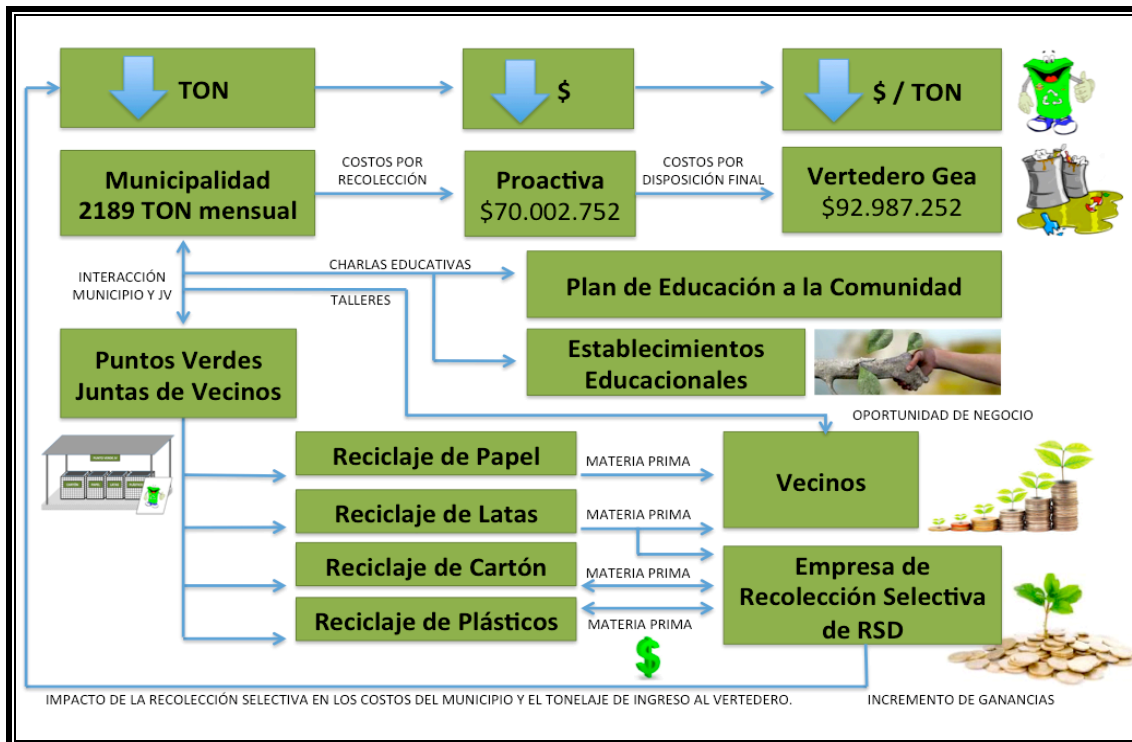 TON
$
$ / TON
Municipalidad
2189 TON mensual
COSTOS POR
RECOLECCIÓN
Proactiva
$70.002.752
COSTOS POR
DISPOSICIÓN FINAL
Vertedero Gea
$92.987.252
INTERACCIÓN
MUNICIPIO Y JV
CHARLAS EDUCATIVAS
TALLERES
Plan de Educación a la Comunidad
Puntos Verdes
Juntas de Vecinos
Establecimientos
Educacionales
OPORTUNIDAD DE NEGOCIO
Reciclaje de Papel
MATERIA PRIMA
Vecinos
Reciclaje de Latas
MATERIA PRIMA
Reciclaje de Cartón
MATERIA PRIMA
Empresa de
Recolección Selectiva
de RSD
Reciclaje de Plásticos
MATERIA PRIMA
$
IMPACTO DE LA RECOLECCIÓN SELECTIVA EN LOS COSTOS DEL MUNICIPIO Y EL TONELAJE DE INGRESO AL VERTEDERO.
INCREMENTO DE GANANCIAS